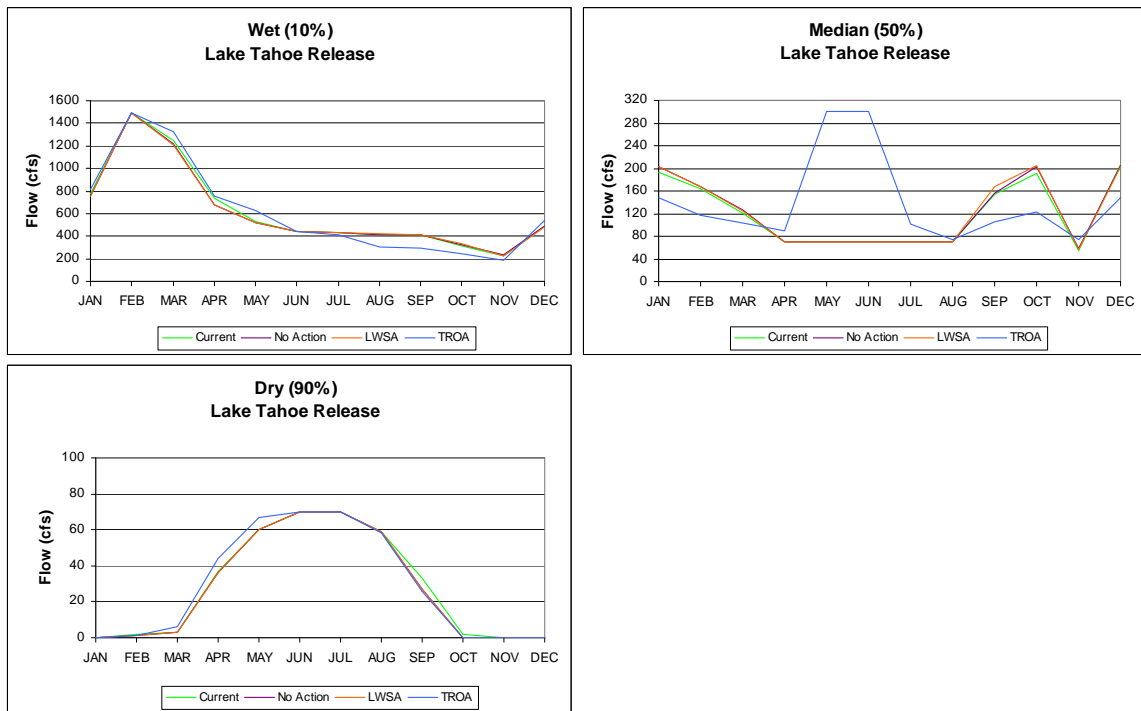 Wet (10%)
Lake Tahoe Release
Flow (cfs)
1600
1400
1200
1000
800
600
400
200
0
JAN FEB MAR APR MAY JUN JUL AUG SEP OCT NOV DEC
Current No Action LWSA TROA
Median (50%)
Lake Tahoe Release
Flow (cfs)
320
280
240
200
160
120
80
40
0
JAN FEB MAR APR MAY JUN JUL AUG SEP OCT NOV DEC
Current No Action LWSA TROA
Dry (90%)
Lake Tahoe Release
Flow (cfs)
100
80
60
40
20
0
JAN FEB MAR APR MAY JUN JUL AUG SEP OCT NOV DEC
Current No Action LWSA TROA